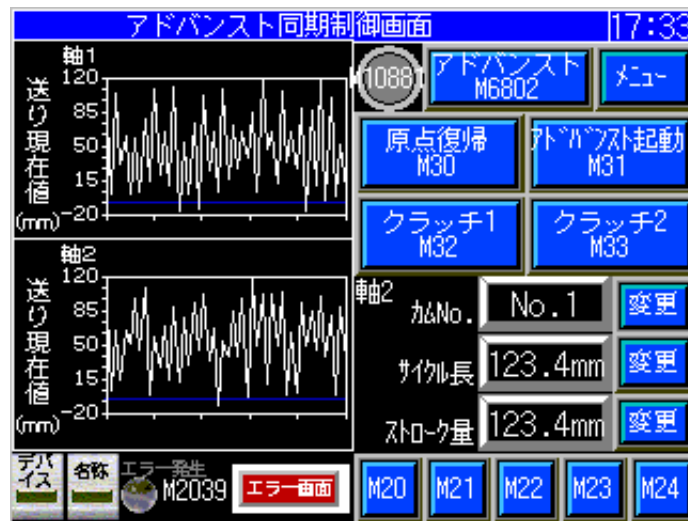 アドバンスト同期制御画面
17:33
軸1
送り現在値
(mm)
120
85
50
15
-20
1088
アドバンスト
M6802
ﾒﾆｭｰ
原点復帰
M30
ｱﾄﾞﾊﾞﾝｽﾄ起動
M31
クラッチ1
M32
クラッチ2
M33
軸2
送り現在値
(mm)
120
85
50
15
-20
軸2
ｶﾑNo.
No.1
変更
ｻｲｸﾙ長
123.4mm
変更
ｽﾄﾛｰｸ量
123.4mm
変更
デバ
イス
名称
エラー発生
M2039
エラー画面
M20
M21
M22
M23
M24